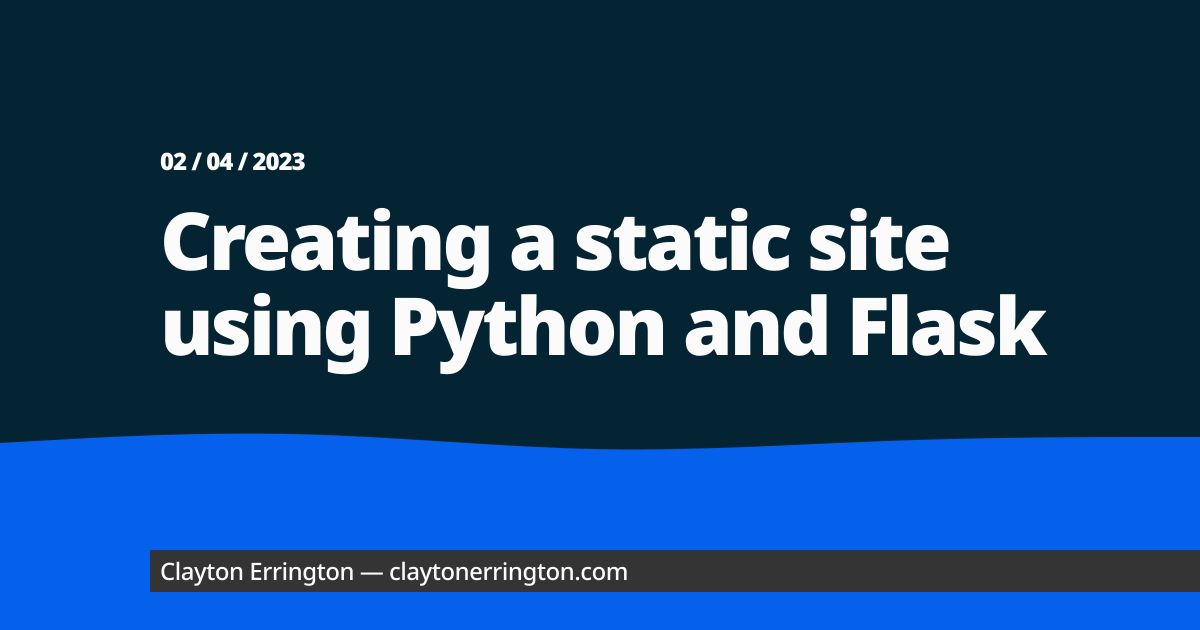 02 / 04 / 2023
Creating a static site
using Python and Flask
Clayton Errington — claytonerrington.com